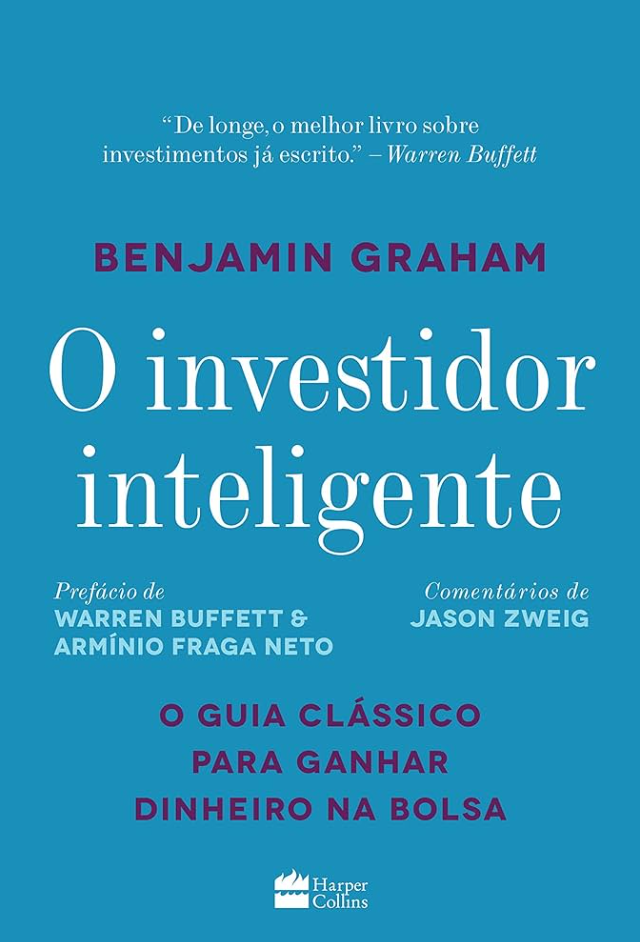 “De longe, o melhor livro sobre
investimentos já escrito.” – Warren Buffett
BENJAMIN GRAHAM
O investidor
inteligente
Prefácio de
WARREN BUFFETT &
ARMÍNIO FRAGA NETO
Comentários de
JASON ZWEIG
O GUIA CLÁSSICO
PARA GANHAR
DINHEIRO NA BOLSA
Harper
Collins